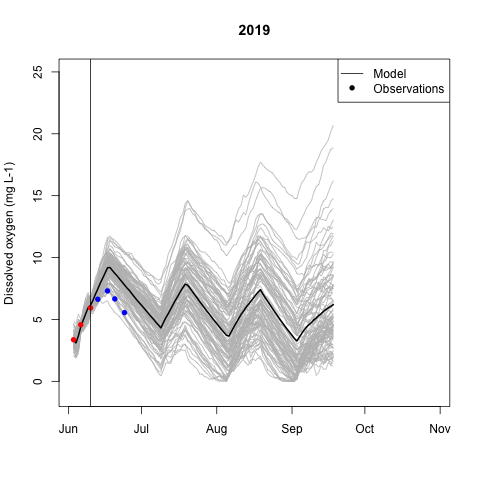 2019
Model
Observations
Dissolved oxygen (mg L-1)
25
20
15
10
5
0
Jun Jul Aug Sep Oct Nov